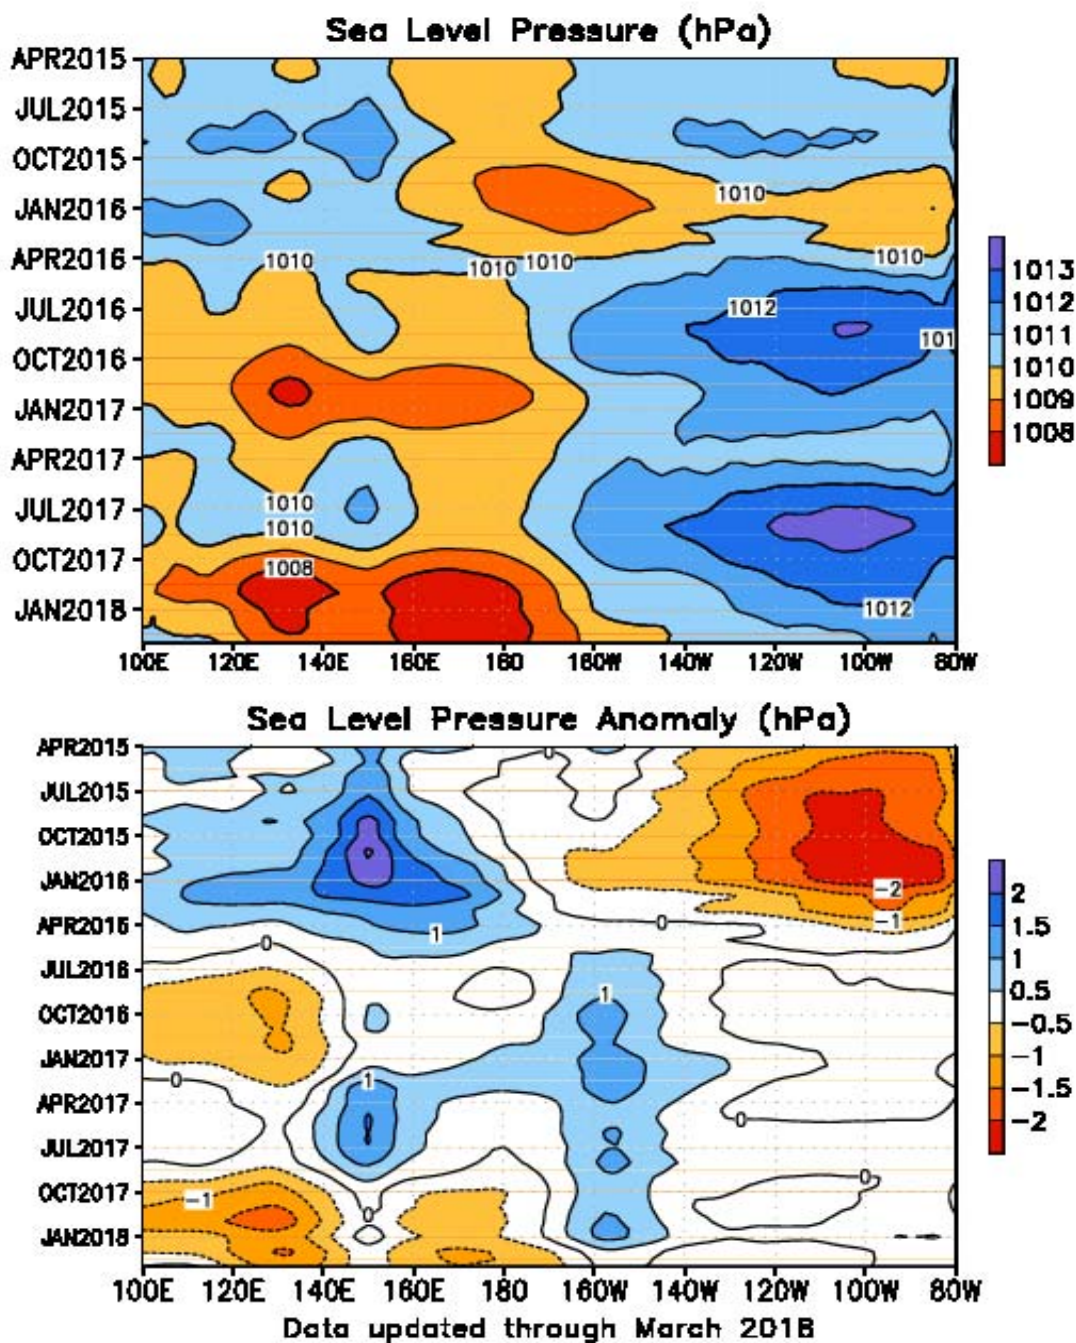 Sea Level Pressure (hPa)
APR2015
JUL2015
OCT2015
1010
JAN2016
1010
1010
1010
1010
1010
APR2016
1013
1012
JUL2016
1012
1011
101
OCT2016
1010
1009
JAN2017
1008
APR2017
1010
JUL2017
1010
OCT2017
1008
JAN2018
1012
100E 120E 140E 160E 180 160W 140W 120W 100W 80W
Sea Level Pressure Anomaly (hPa)
APR2015
0
JUL2015
OCT2015
JAN2016
-2
2
-1
APR2016
0
1.5
1
0
1
JUL2016
0.5
1
OCT2016
-0.5
-1
JAN2017
0
1
-1.5
APR2017
0
-2
JUL2017
0
OCT2017
-1
0
JAN2018
100E 120E 140E 160E 180 160W 140W 120W 100W 80W
Data updated through March 2018